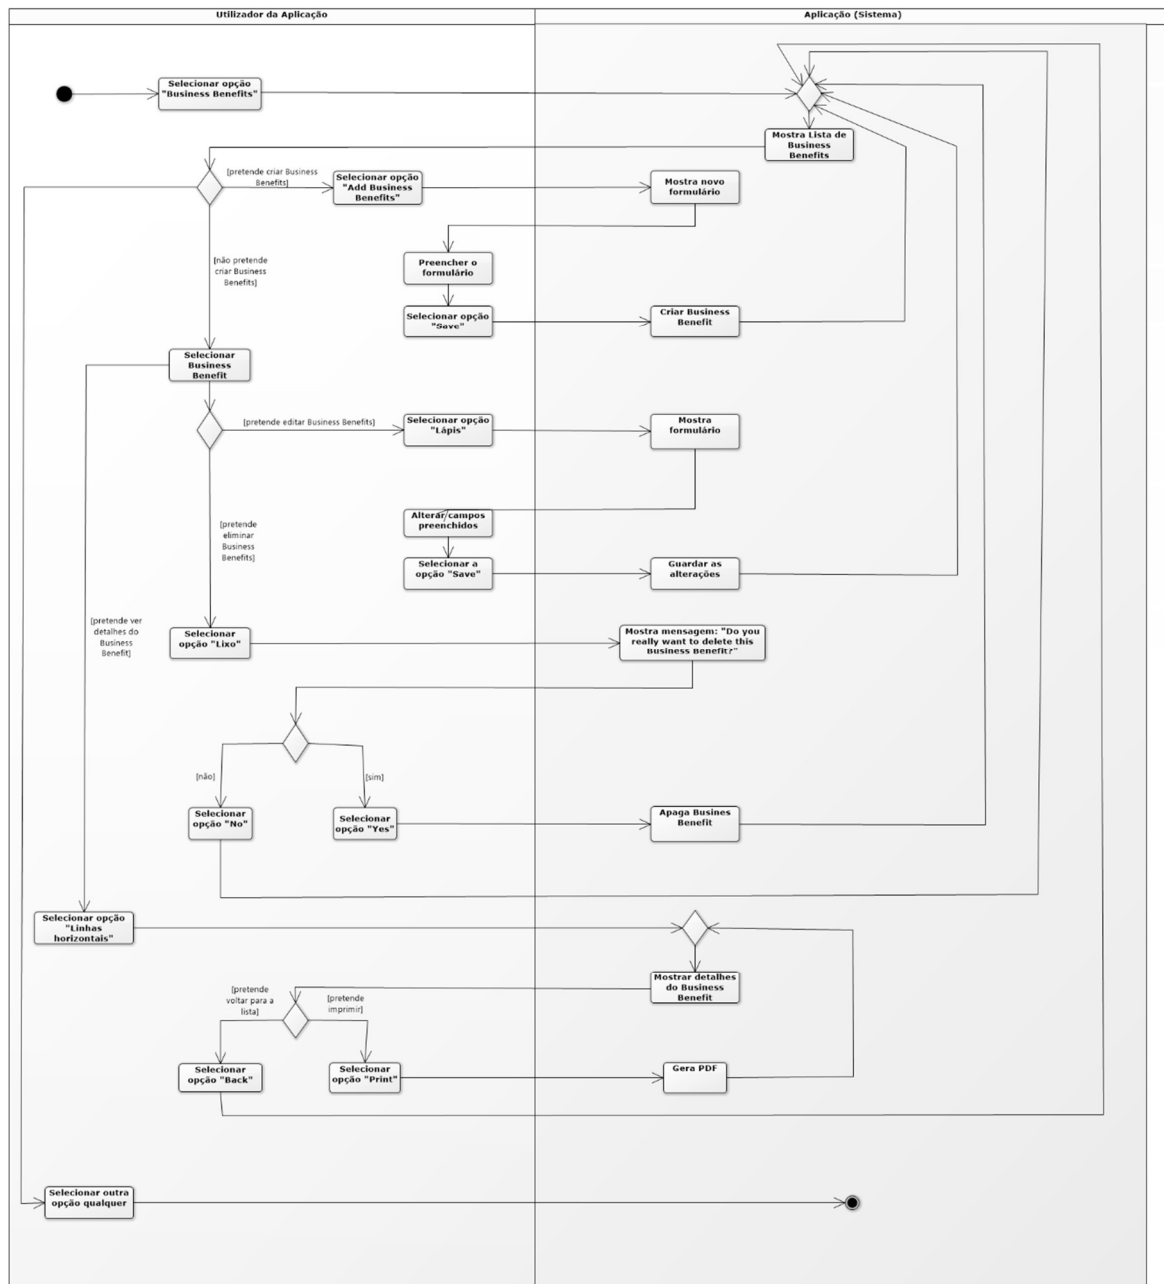 Utilizador da Aplicação
Aplicação (Sistema)
Selecionar opção
"Business Benefits"
Mostra Lista de
Business
Benefits
[pretende criar Business
Benefits]
Selecionar opção
"Add Business
Benefits"
Mostra novo
formulário
[não pretende
criar Business
Benefits]
Preencher o
formulário
Selecionar opção
"Save"
Criar Business
Benefit
Selecionar
Business
Benefit
[pretende editar Business Benefits]
Selecionar opção
"Lápis"
Mostra
formulário
[pretende
eliminar
Business
Benefits]
Alterar campos
preenchidos
Selecionar a
opção "Save"
Guardar as
alterações
[pretende ver
detalhes do
Business
Benefit]
Selecionar
opção "Lixo"
Mostra mensagem: "Do you
really want to delete this
Business Benefit?"
[não]
[sim]
Selecionar
opção "No"
Selecionar
opção "Yes"
Apaga Busines
Benefit
Selecionar opção
"Linhas
horizontais"
Mostrar detalhes
do Business
Benefit
[pretende
voltar para a
lista]
[pretende
imprimir]
Selecionar
opção "Back"
Selecionar
opção "Print"
Gera PDF
Selecionar outra
opção qualquer